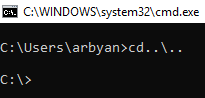 C:\WINDOWS\system32\cmd.exe
C:\Users\arbyan>cd..\..
C:\>